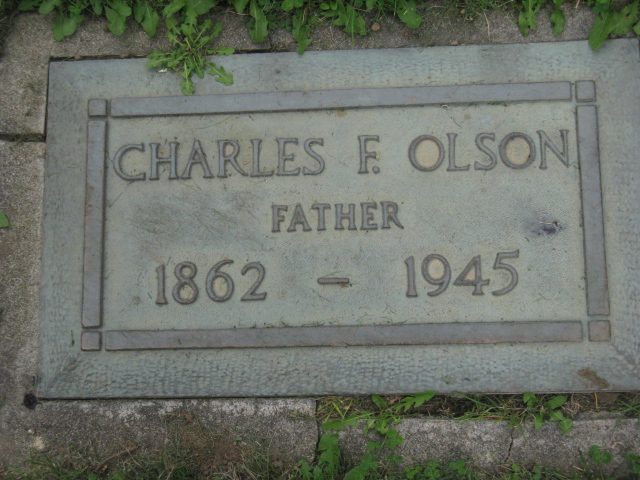 CHARLES F. OLSON
FATHER
1862 – 1945